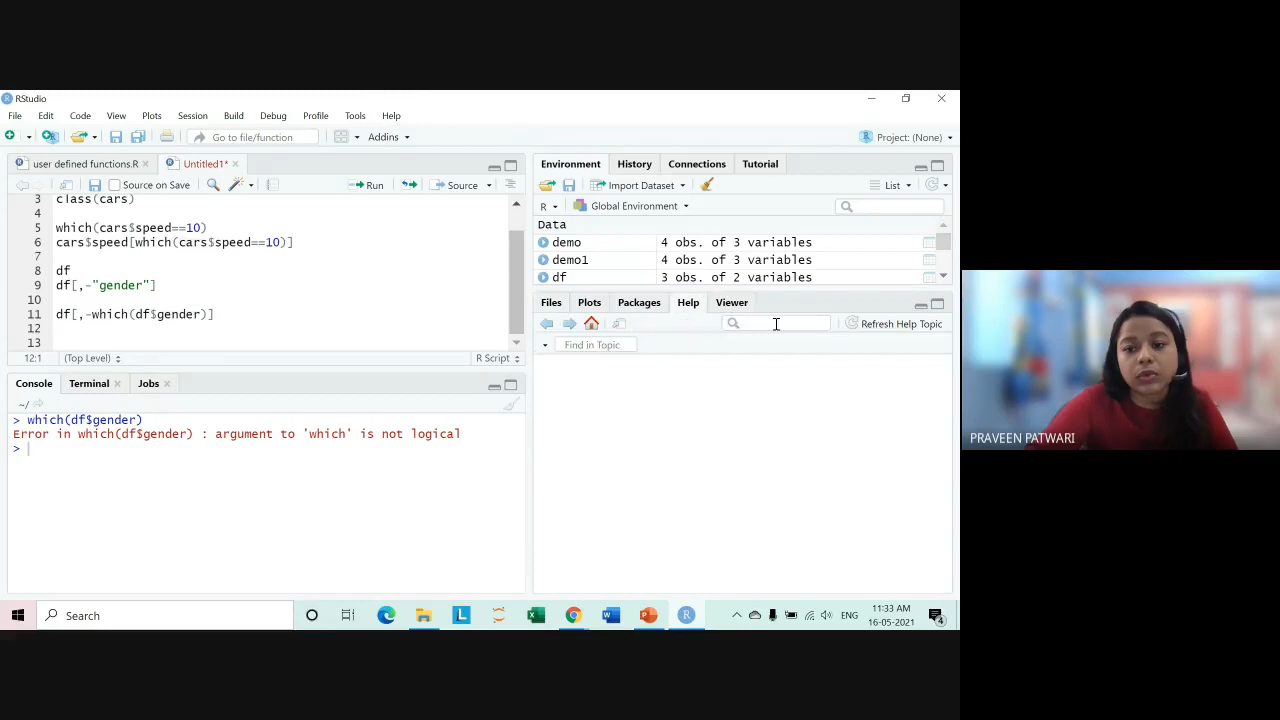 RStudio
File Edit Code View Plots Session Build Debug Profile Tools Help
Go to file/function Addins Project: (None)
user defined functions.R Untitled1*
Source on Save Run Source
3 class(cars)
4
5 which(cars$speed==10)
6 cars$speed[which(cars$speed==10)]
7
8 df
9 df[,-"gender"]
10
11 df[,-which(df$gender)]
12
13
12:1 (Top Level) R Script
Console Terminal Jobs
~/
> which(df$gender)
Error in which(df$gender) : argument to 'which' is not logical
>
Environment History Connections Tutorial
Import Dataset List
R Global Environment
Data
demo 4 obs. of 3 variables
demo1 4 obs. of 3 variables
df 3 obs. of 2 variables
Files Plots Packages Help Viewer
Refresh Help Topic
Find in Topic
PRAVEEN PATWARI
Search
ENG
11:33 AM
16-05-2021
4